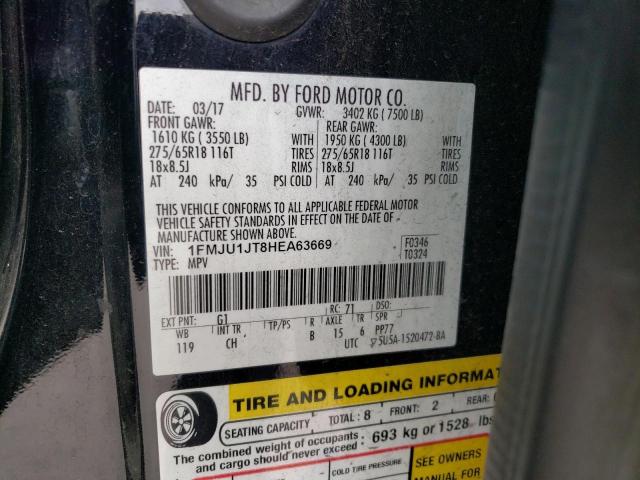 MFD. BY FORD MOTOR CO.
DATE: 03/17 GVWR: 3402 KG ( 7500 LB)
FRONT GAWR: REAR GAWR:
1610 KG ( 3550 LB) WITH 1950 KG ( 4300 LB) WITH
275/65R18 116T TIRES 275/65R18 116T TIRES
18x8.5J RIMS 18x8.5J RIMS
AT 240 kPa/ 35 PSI COLD AT 240 kPa/ 35 PSI COLD
THIS VEHICLE CONFORMS TO ALL APPLICABLE FEDERAL MOTOR
VEHICLE SAFETY STANDARDS IN EFFECT ON THE DATE OF
MANUFACTURE SHOWN ABOVE.
VIN: 1FMJU1JT8HEA63669 F0346
TYPE: MPV T0324
EXT PNT: G1 RC: 71 DSO:
WB INT TR TP/PS R AXLE TR SPR
119 CH B 15 6 PP77
UTC 5U5A-1520472-BA
TIRE AND LOADING INFORMAT
SEATING CAPACITY TOTAL: 8 FRONT: 2 REAR:
The combined weight of occupants
and cargo should never exceed: 693 kg or 1528 lbs
COLD TIRE PRESSURE
SEE OWNERS
MANUAL FOR